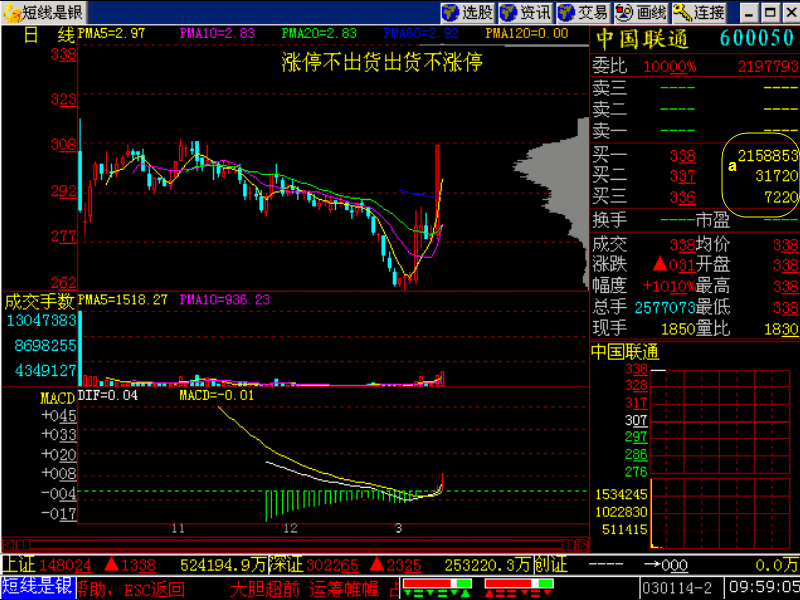 短线是银 选股 资讯 交易 画线 连接
日 线 PMA5=2.97 PMA10=2.83 PMA20=2.83 PMA60=2.92 PMA120=0.00
中国联通 600050
涨停不出货出货不涨停
338
323
308
292
277
262
委比 10000% 2197793
卖三 ---- ----
卖二 ---- ----
卖一 ---- ----
买一 338 2158853
a
买二 337 31720
买三 336 7220
换手 ---- 市盈 ----
成交 338 均价 338
涨跌 ▲031 开盘 338
幅度 +1010% 最高 338
总手 2577073 最低 338
现手 1850 量比 1830
成交手数 PMA5=1518.27 PMA10=936.23
13047383
8698255
4349127
MACD DIF=0.04 MACD=-0.01
+045
+033
+020
+008
-004
-017
11 12 3
中国联通
338
328
317
307
297
286
276
1534245
1022830
511415
上证 148024 ▲1338 524194.9万 深证 302265 ▲2325 253220.3万 创证 ---- →000 0.0万
短线是银 帮助, ESC返回 大胆超前 运筹帷幄 030114-2 09:59:05